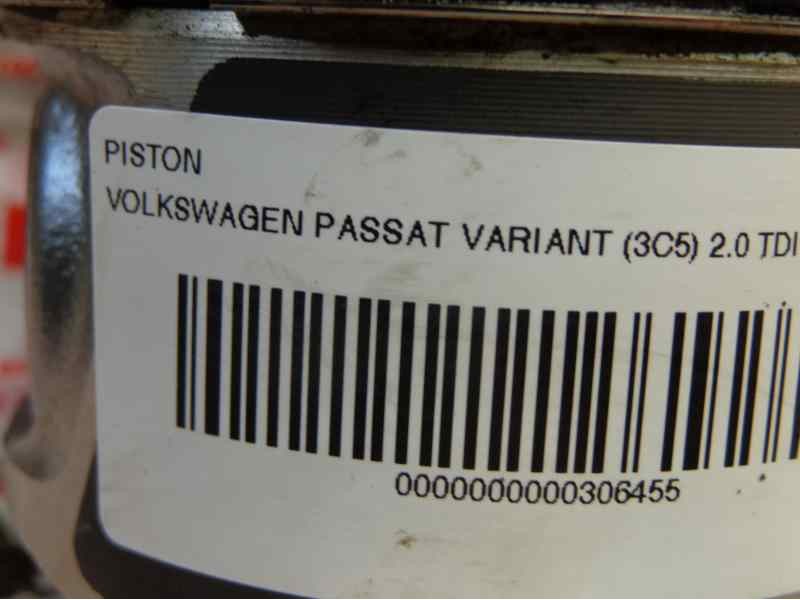 PISTON
VOLKSWAGEN PASSAT VARIANT (3C5) 2.0 TDI
0000000000306455